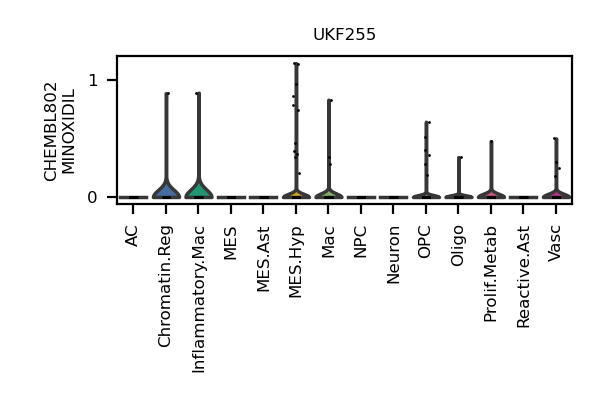 UKF255
CHEMBL802
MINOXIDIL
1
0
AC
Chromatin.Reg
Inflammatory.Mac
MES
MES.Ast
MES.Hyp
Mac
NPC
Neuron
OPC
Oligo
Prolif.Metab
Reactive.Ast
Vasc